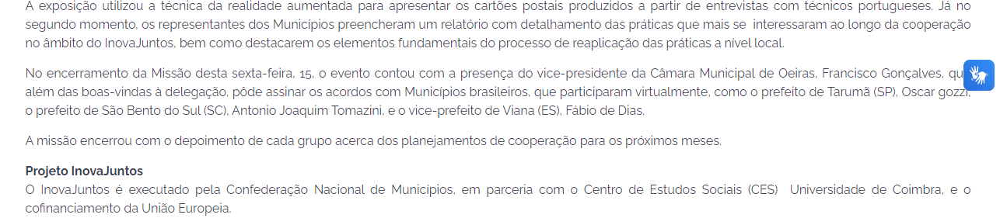 A exposição utilizou a técnica da realidade aumentada para apresentar os cartões postais produzidos a partir de entrevistas com técnicos portugueses. Já no
segundo momento, os representantes dos Municípios preencheram um relatório com detalhamento das práticas que mais se interessaram ao longo da cooperação
no âmbito do InovaJuntos, bem como destacarem os elementos fundamentais do processo de reaplicação das práticas a nível local.
No encerramento da Missão desta sexta-feira, 15, o evento contou com a presença do vice-presidente da Câmara Municipal de Oeiras, Francisco Gonçalves, qu
além das boas-vindas à delegação, pôde assinar os acordos com Municípios brasileiros, que participaram virtualmente, como o prefeito de Tarumã (SP), Oscar gozzi,
o prefeito de São Bento do Sul (SC), Antonio Joaquim Tomazini, e o vice-prefeito de Viana (ES), Fábio de Dias.
A missão encerrou com o depoimento de cada grupo acerca dos planejamentos de cooperação para os próximos meses.
Projeto InovaJuntos
O InovaJuntos é executado pela Confederação Nacional de Municípios, em parceria com o Centro de Estudos Sociais (CES) Universidade de Coimbra, e o
cofinanciamento da União Europeia.